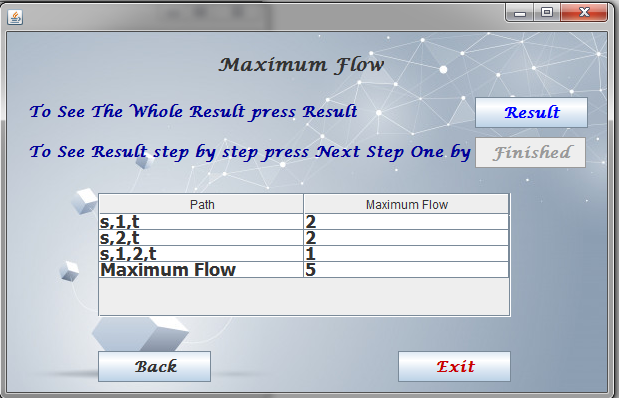 Maximum Flow
To See The Whole Result press Result
Result
To See Result step by step press Next Step One by
Finished
Path Maximum Flow
s,1,t 2
s,2,t 2
s,1,2,t 1
Maximum Flow 5
Back
Exit